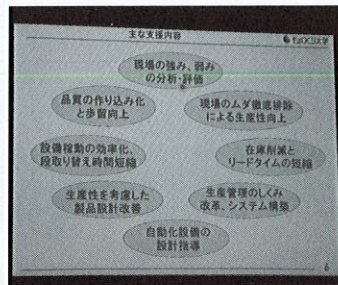 主な支援内容
現場の強み、弱み
の分析・評価
品質の作り込み化
と歩留向上
現場のムダ徹底排除
による生産性向上
設備稼動の効率化、
段取り替え時間短縮
在庫削減と
リードタイムの短縮
生産性を考慮した
製品設計改善
生産管理のしくみ
改革、システム構築
自動化設備の
設計指導
6